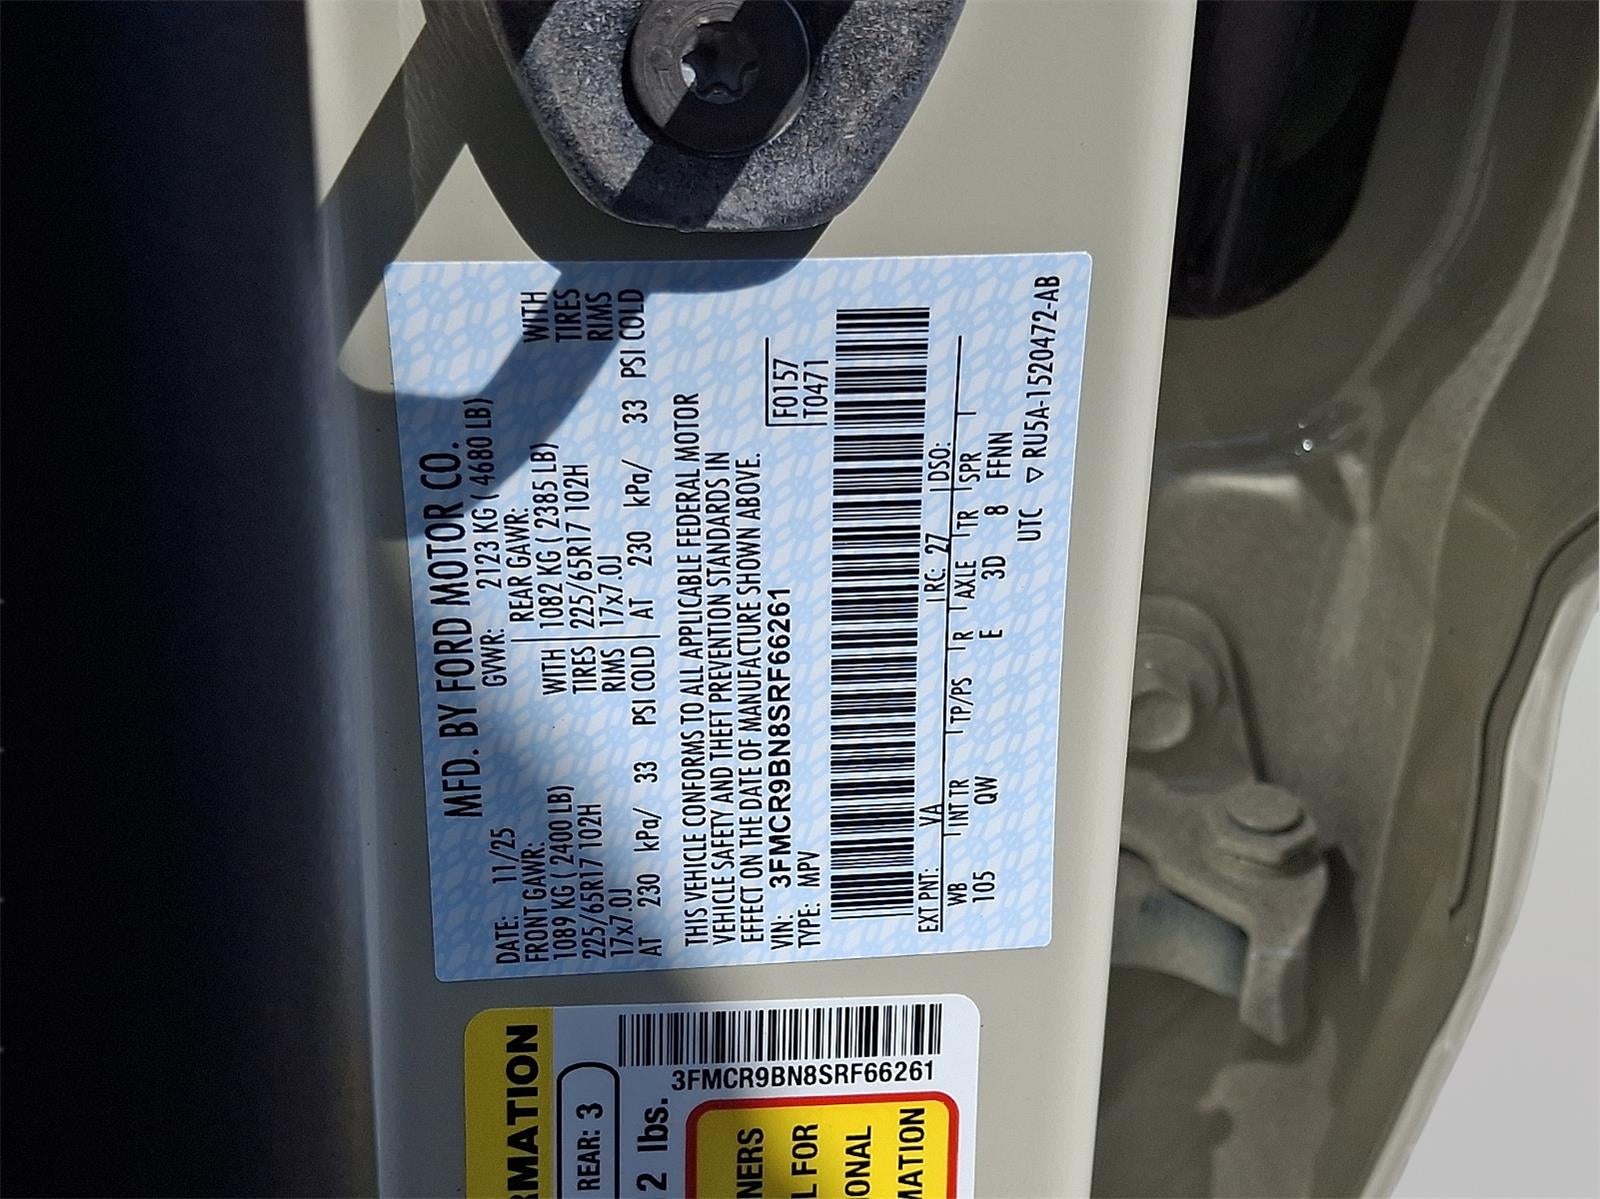 MFD. BY FORD MOTOR CO.
DATE: 11/25 GVWR: 2123 KG ( 4680 LB)
FRONT GAWR: REAR GAWR:
1089 KG ( 2400 LB) WITH 1082 KG ( 2385 LB) WITH
225/65R17 102H TIRES 225/65R17 102H TIRES
17x7.0J RIMS 17x7.0J RIMS
AT 230 kPa/ 33 PSI COLD AT 230 kPa/ 33 PSI COLD
THIS VEHICLE CONFORMS TO ALL APPLICABLE FEDERAL MOTOR
VEHICLE SAFETY AND THEFT PREVENTION STANDARDS IN
EFFECT ON THE DATE OF MANUFACTURE SHOWN ABOVE.
VIN: 3FMCR9BN8SRF66261 F0157
TYPE: MPV T0471
EXT PNT: VA RC: 27 DSO:
WB INT TR TP/PS R AXLE TR SPR
105 QW E 3D 8 FFNN
UTC ▽ RU5A-1520472-AB
RMATION
REAR: 3
2 lbs.
3FMCR9BN8SRF66261
NERS
L FOR
ONAL
MATION